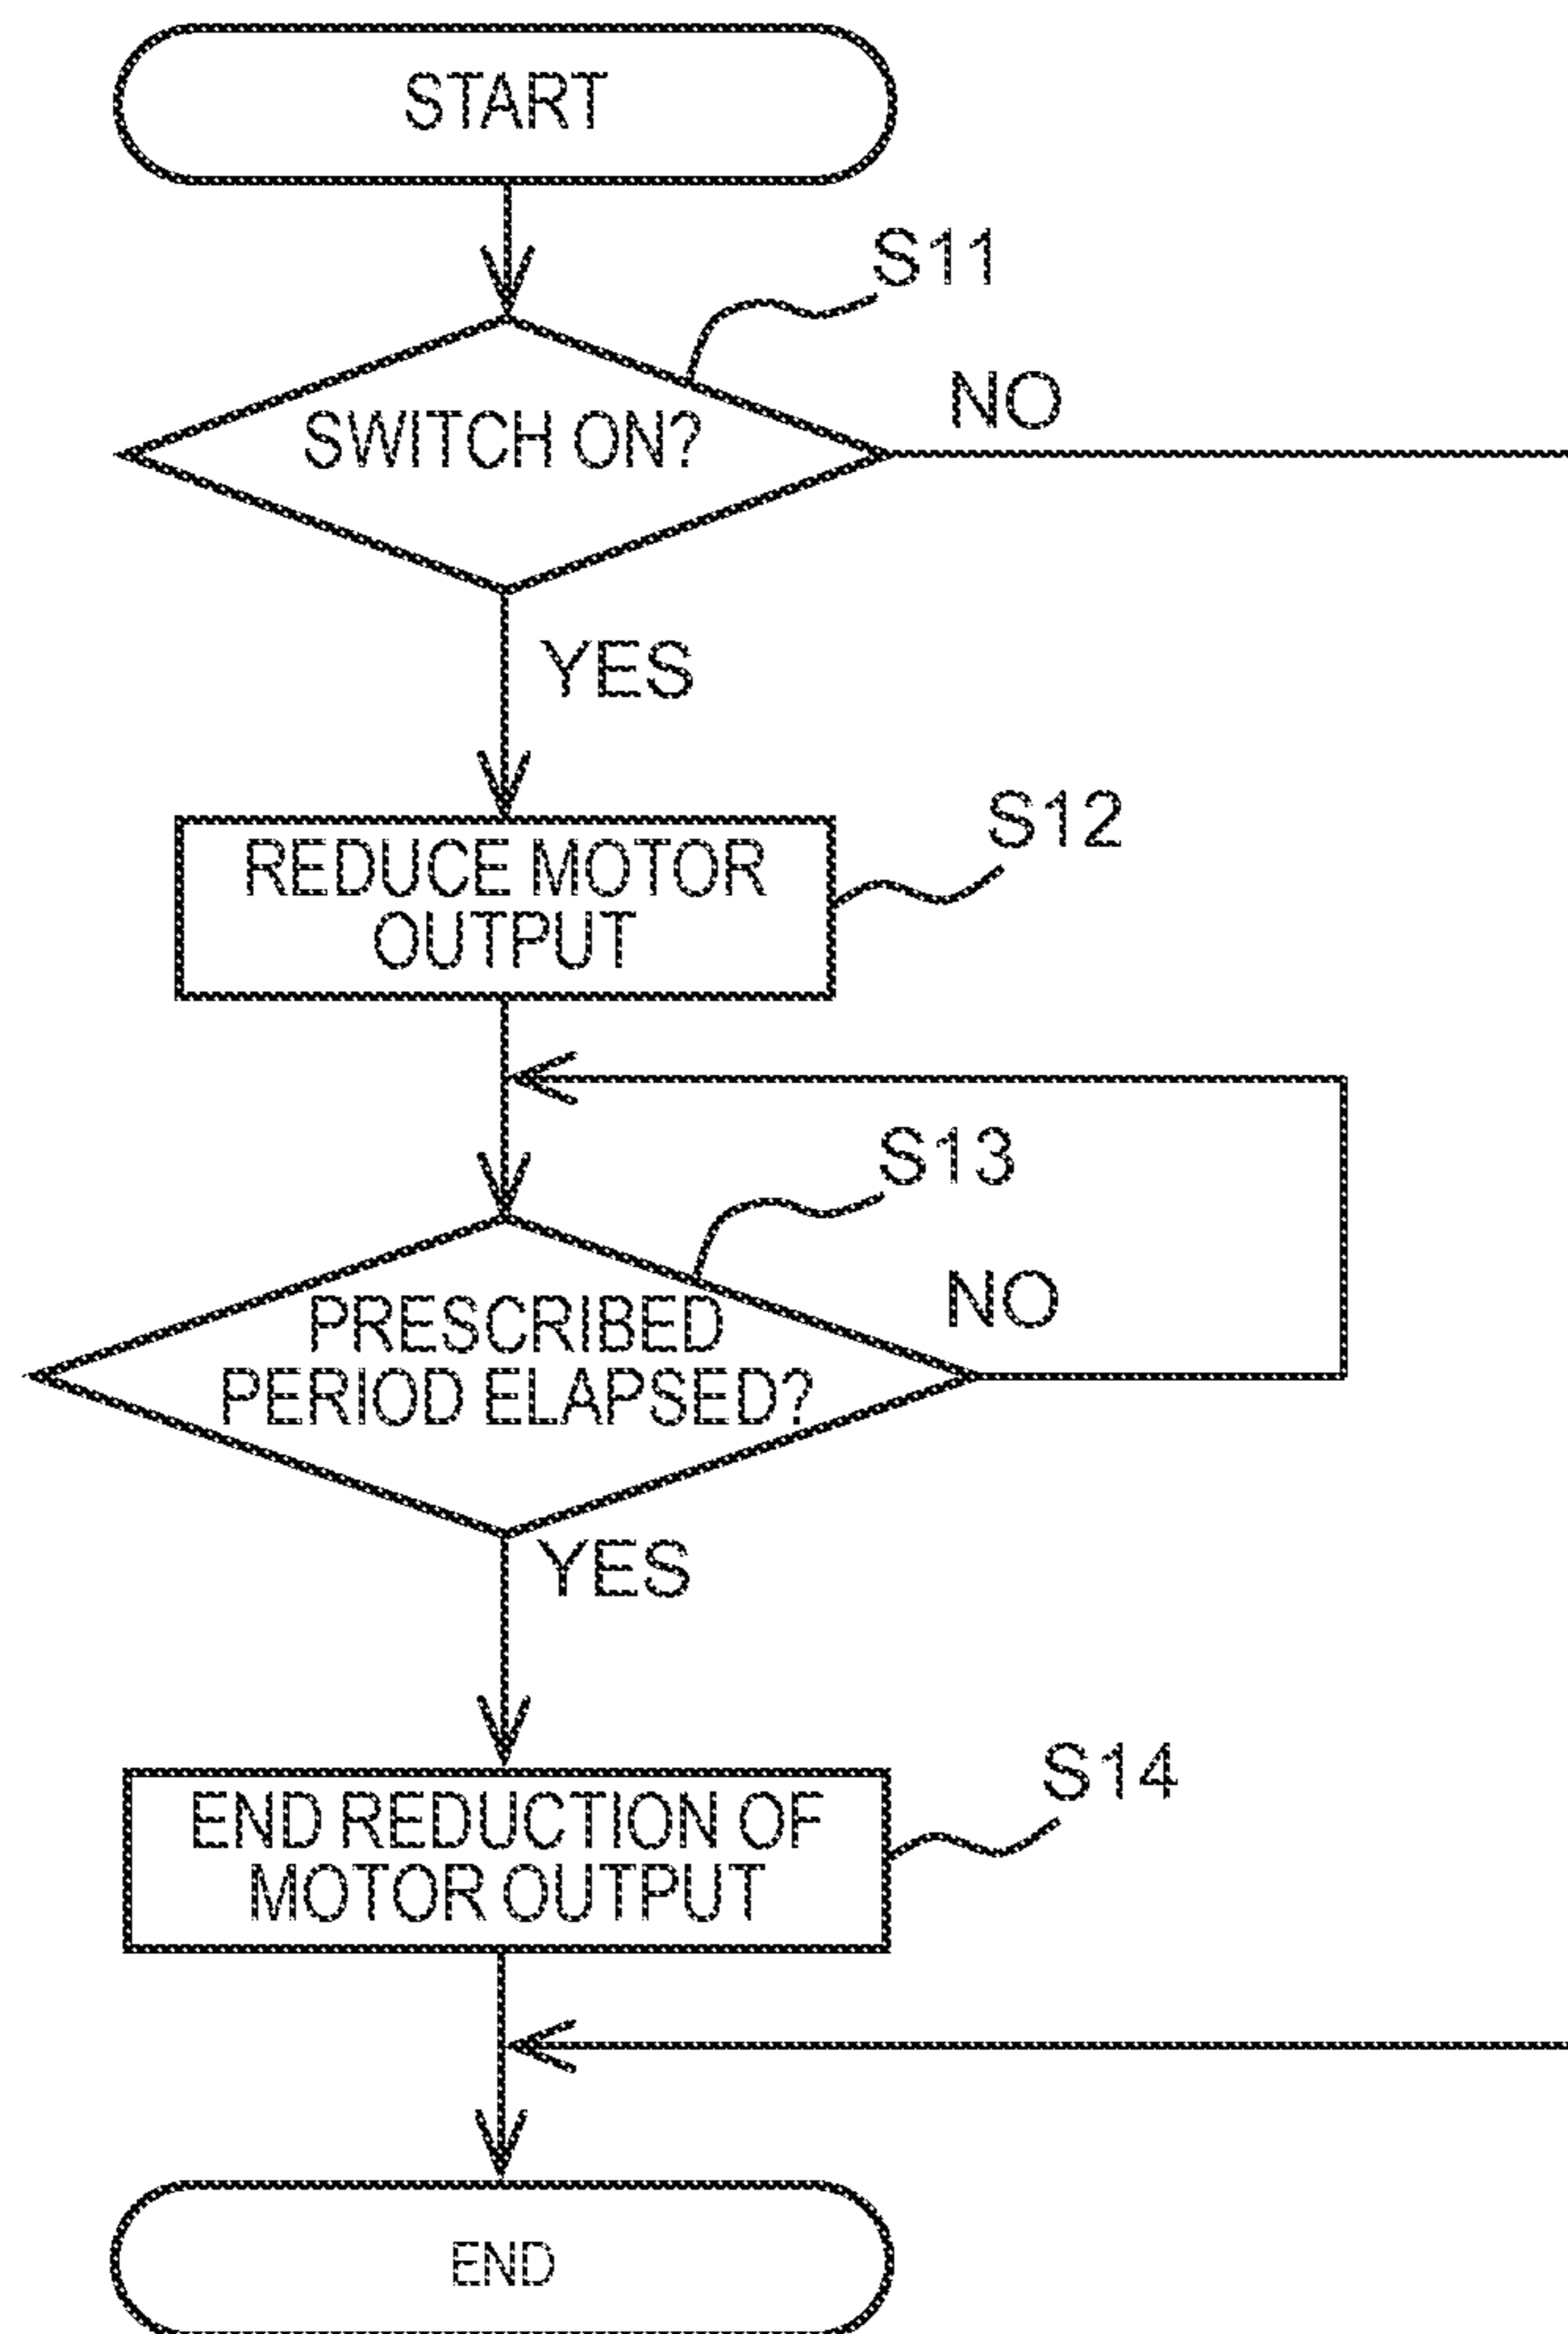 START
S11
SWITCH ON?
NO
YES
S12
REDUCE MOTOR
OUTPUT
S13
NO
PRESCRIBED
PERIOD ELAPSED?
YES
S14
END REDUCTION OF
MOTOR OUTPUT
END